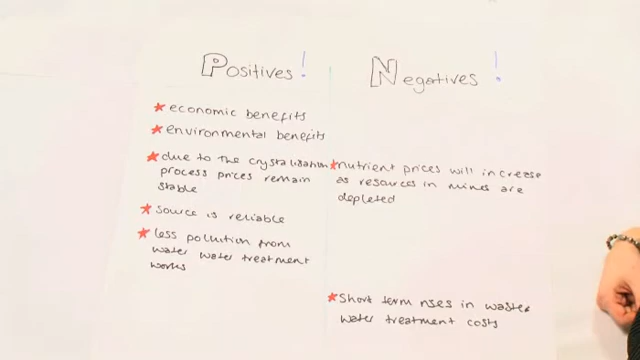 Positives!
★ economic benefits
★ environmental benefits
★ due to the crystalisation
process prices remain
stable
★ source is reliable
★ less pollution from
water water treatment
works
Negatives!
★ nutrient prices will increase
as resources in mines are
depleted
★ short term rises in waste
water treatment costs